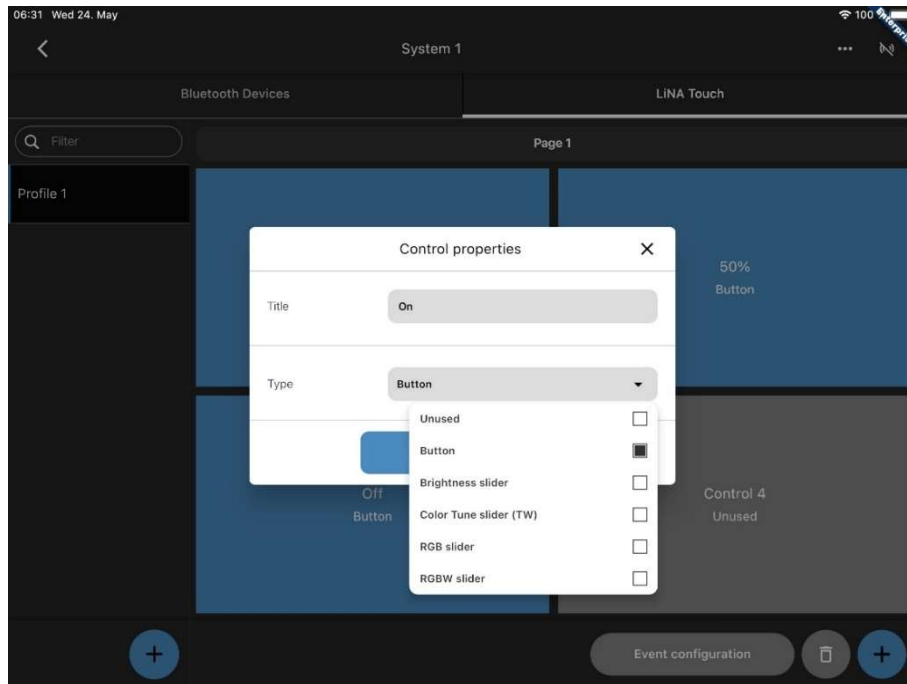 06:31 Wed 24. May
100
System 1
Bluetooth Devices
LiNA Touch
Filter
Page 1
Profile 1
Control properties
50%
Button
Title
On
Type
Button
Unused
Button
Brightness slider
Color Tune slider (TW)
RGB slider
RGBW slider
Off
Button
Control 4
Unused
Event configuration